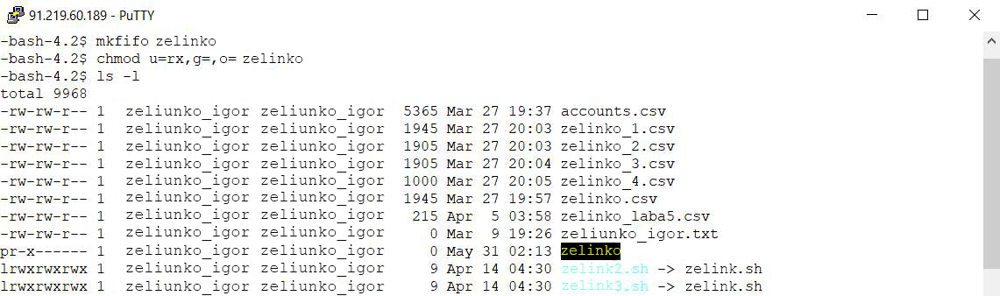 91.219.60.189 - PuTTY
-bash-4.2$ mkfifo zelinko
-bash-4.2$ chmod u=rx,g=,o= zelinko
-bash-4.2$ ls -l
total 9968
-rw-rw-r-- 1 zeliunko_igor zeliunko_igor 5365 Mar 27 19:37 accounts.csv
-rw-rw-r-- 1 zeliunko_igor zeliunko_igor 1945 Mar 27 20:03 zelinko_1.csv
-rw-rw-r-- 1 zeliunko_igor zeliunko_igor 1905 Mar 27 20:03 zelinko_2.csv
-rw-rw-r-- 1 zeliunko_igor zeliunko_igor 1905 Mar 27 20:04 zelinko_3.csv
-rw-rw-r-- 1 zeliunko_igor zeliunko_igor 1000 Mar 27 20:05 zelinko_4.csv
-rw-rw-r-- 1 zeliunko_igor zeliunko_igor 1945 Mar 27 19:57 zelinko.csv
-rw-rw-r-- 1 zeliunko_igor zeliunko_igor 215 Apr 5 03:58 zelinko_laba5.csv
-rw-rw-r-- 1 zeliunko_igor zeliunko_igor 0 Mar 9 19:26 zeliunko_igor.txt
pr-x------ 1 zeliunko_igor zeliunko_igor 0 May 31 02:13 zelinko
lrwxrwxrwx 1 zeliunko_igor zeliunko_igor 9 Apr 14 04:30 zelink2.sh -> zelink.sh
lrwxrwxrwx 1 zeliunko_igor zeliunko_igor 9 Apr 14 04:30 zelink3.sh -> zelink.sh